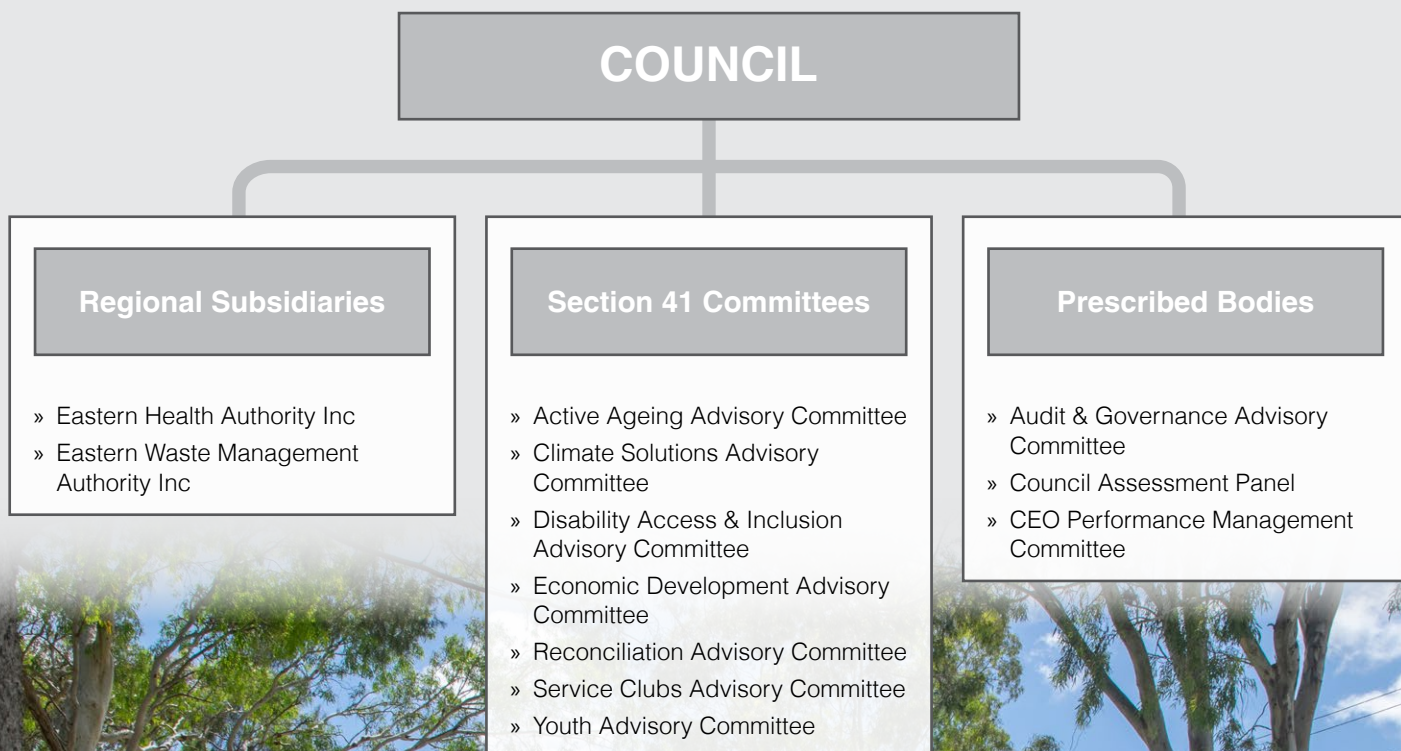 COUNCIL
Regional Subsidiaries
» Eastern Health Authority Inc
» Eastern Waste Management
Authority Inc
Section 41 Committees
» Active Ageing Advisory Committee
» Climate Solutions Advisory
Committee
» Disability Access & Inclusion
Advisory Committee
» Economic Development Advisory
Committee
» Reconciliation Advisory Committee
» Service Clubs Advisory Committee
» Youth Advisory Committee
Prescribed Bodies
» Audit & Governance Advisory
Committee
» Council Assessment Panel
» CEO Performance Management
Committee